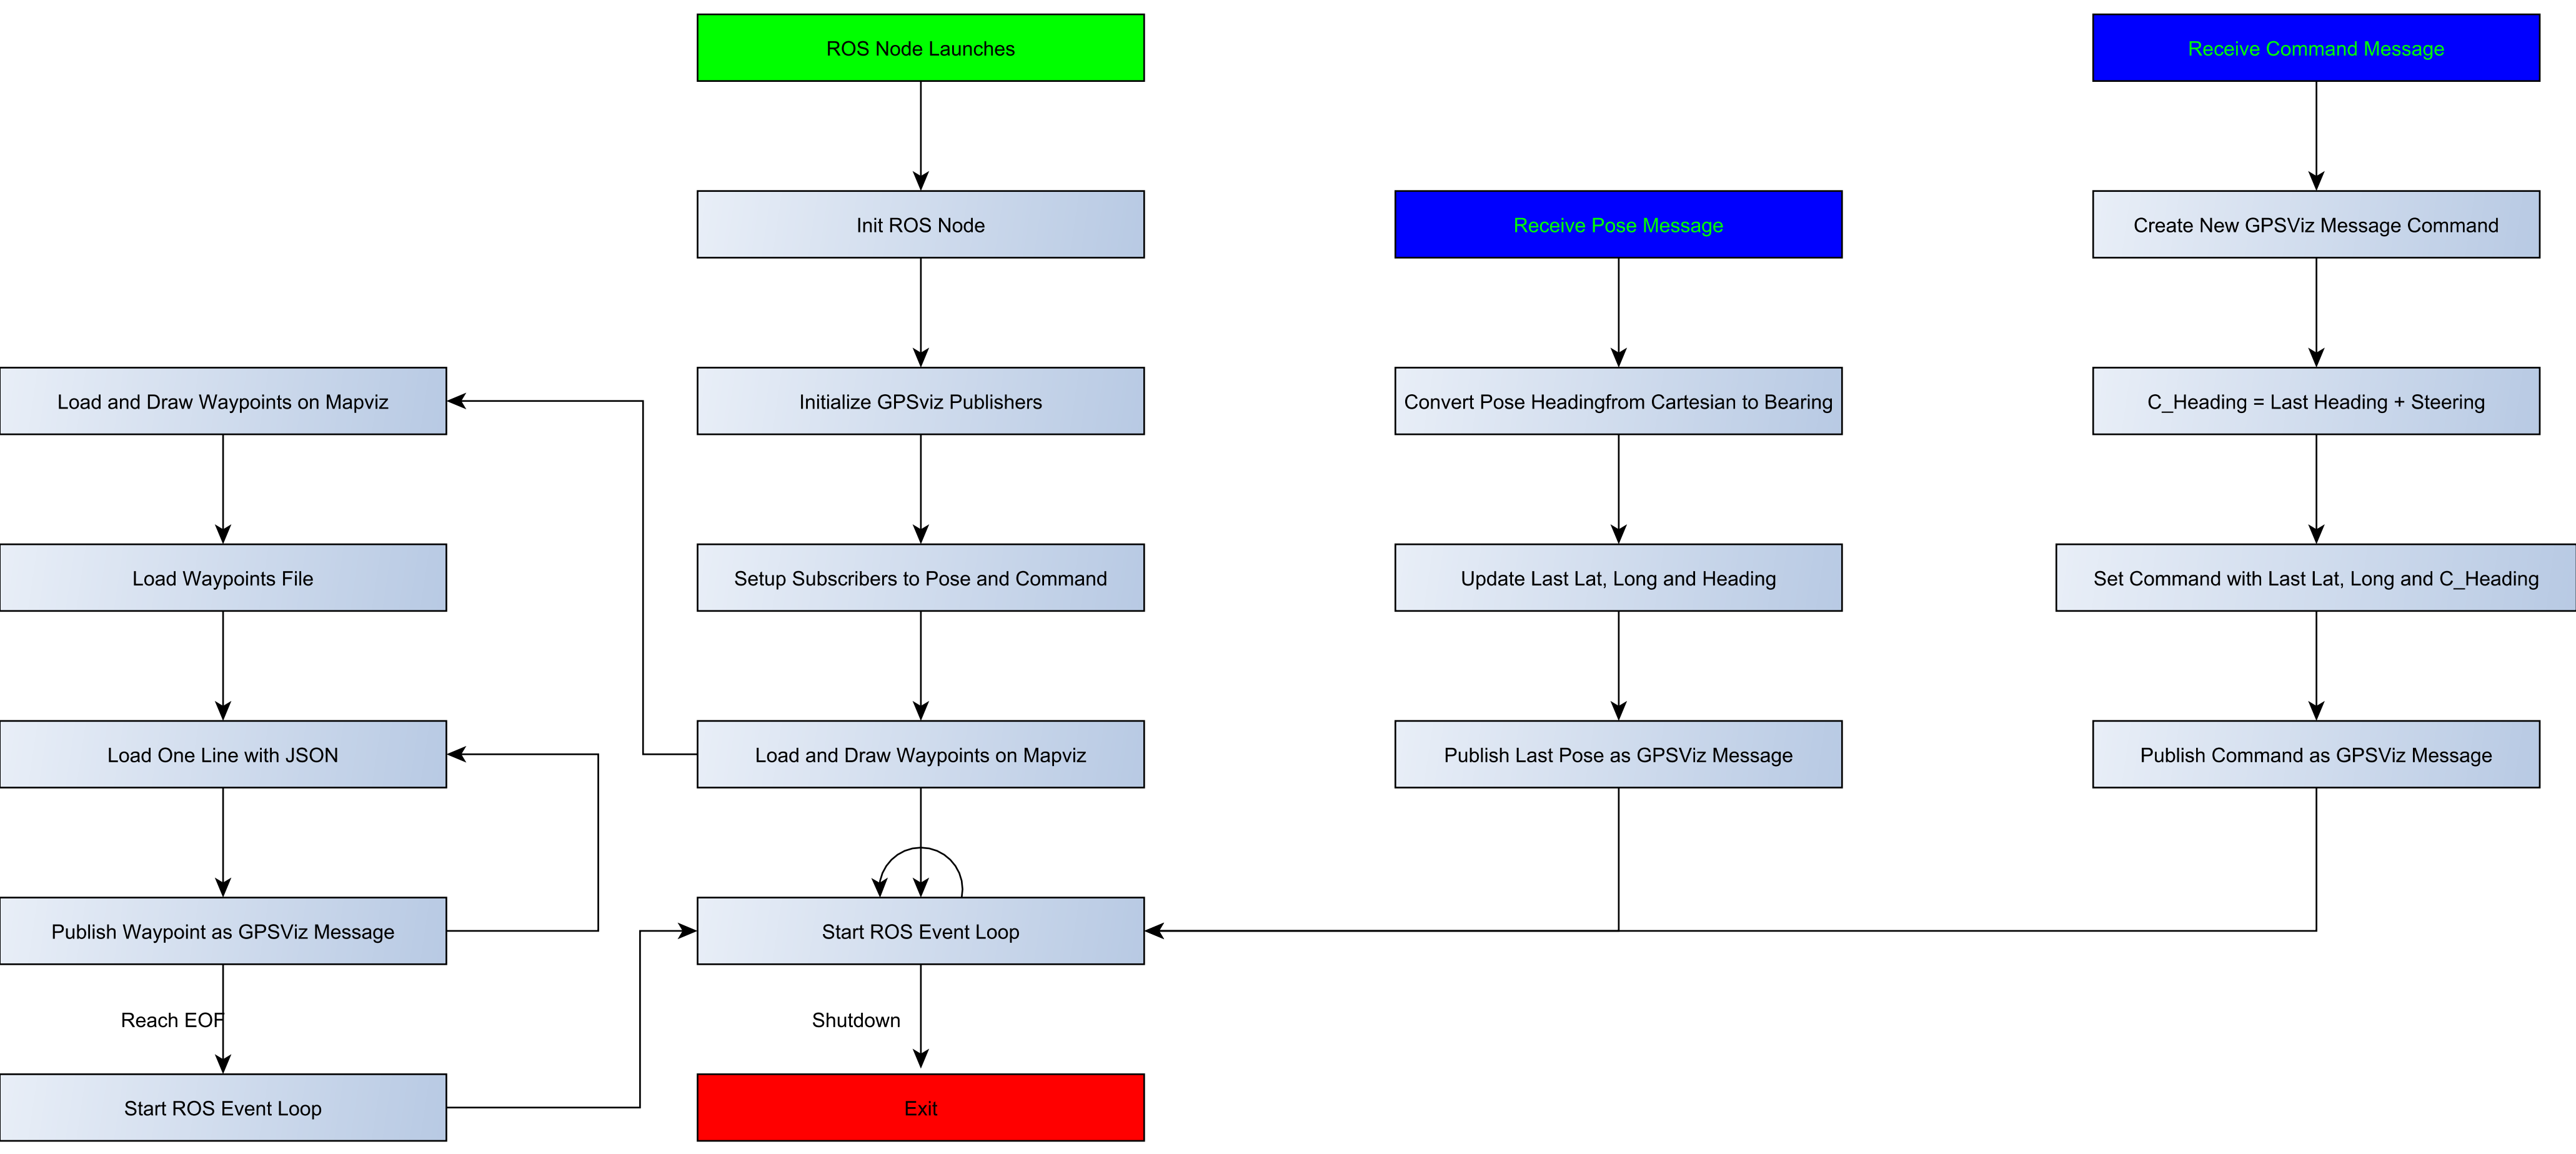 ROS Node Launches
Receive Command Message
Init ROS Node
Receive Pose Message
Create New GPSViz Message Command
Load and Draw Waypoints on Mapviz
Initialize GPSviz Publishers
Convert Pose Headingfrom Cartesian to Bearing
C_Heading = Last Heading + Steering
Load Waypoints File
Setup Subscribers to Pose and Command
Update Last Lat, Long and Heading
Set Command with Last Lat, Long and C_Heading
Load One Line with JSON
Load and Draw Waypoints on Mapviz
Publish Last Pose as GPSViz Message
Publish Command as GPSViz Message
Publish Waypoint as GPSViz Message
Start ROS Event Loop
Reach EOF
Shutdown
Start ROS Event Loop
Exit